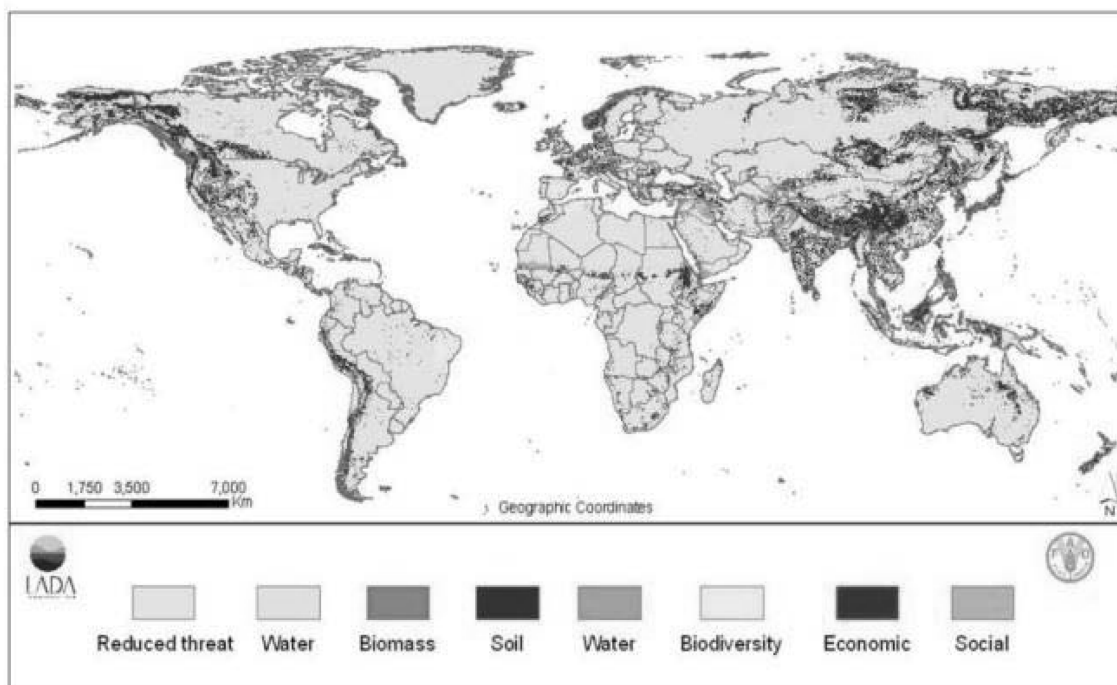 0 1,750 3,500 7,000
Km
Geographic Coordinates
N
LADA
FAO
Reduced threat Water Biomass Soil Water Biodiversity Economic Social